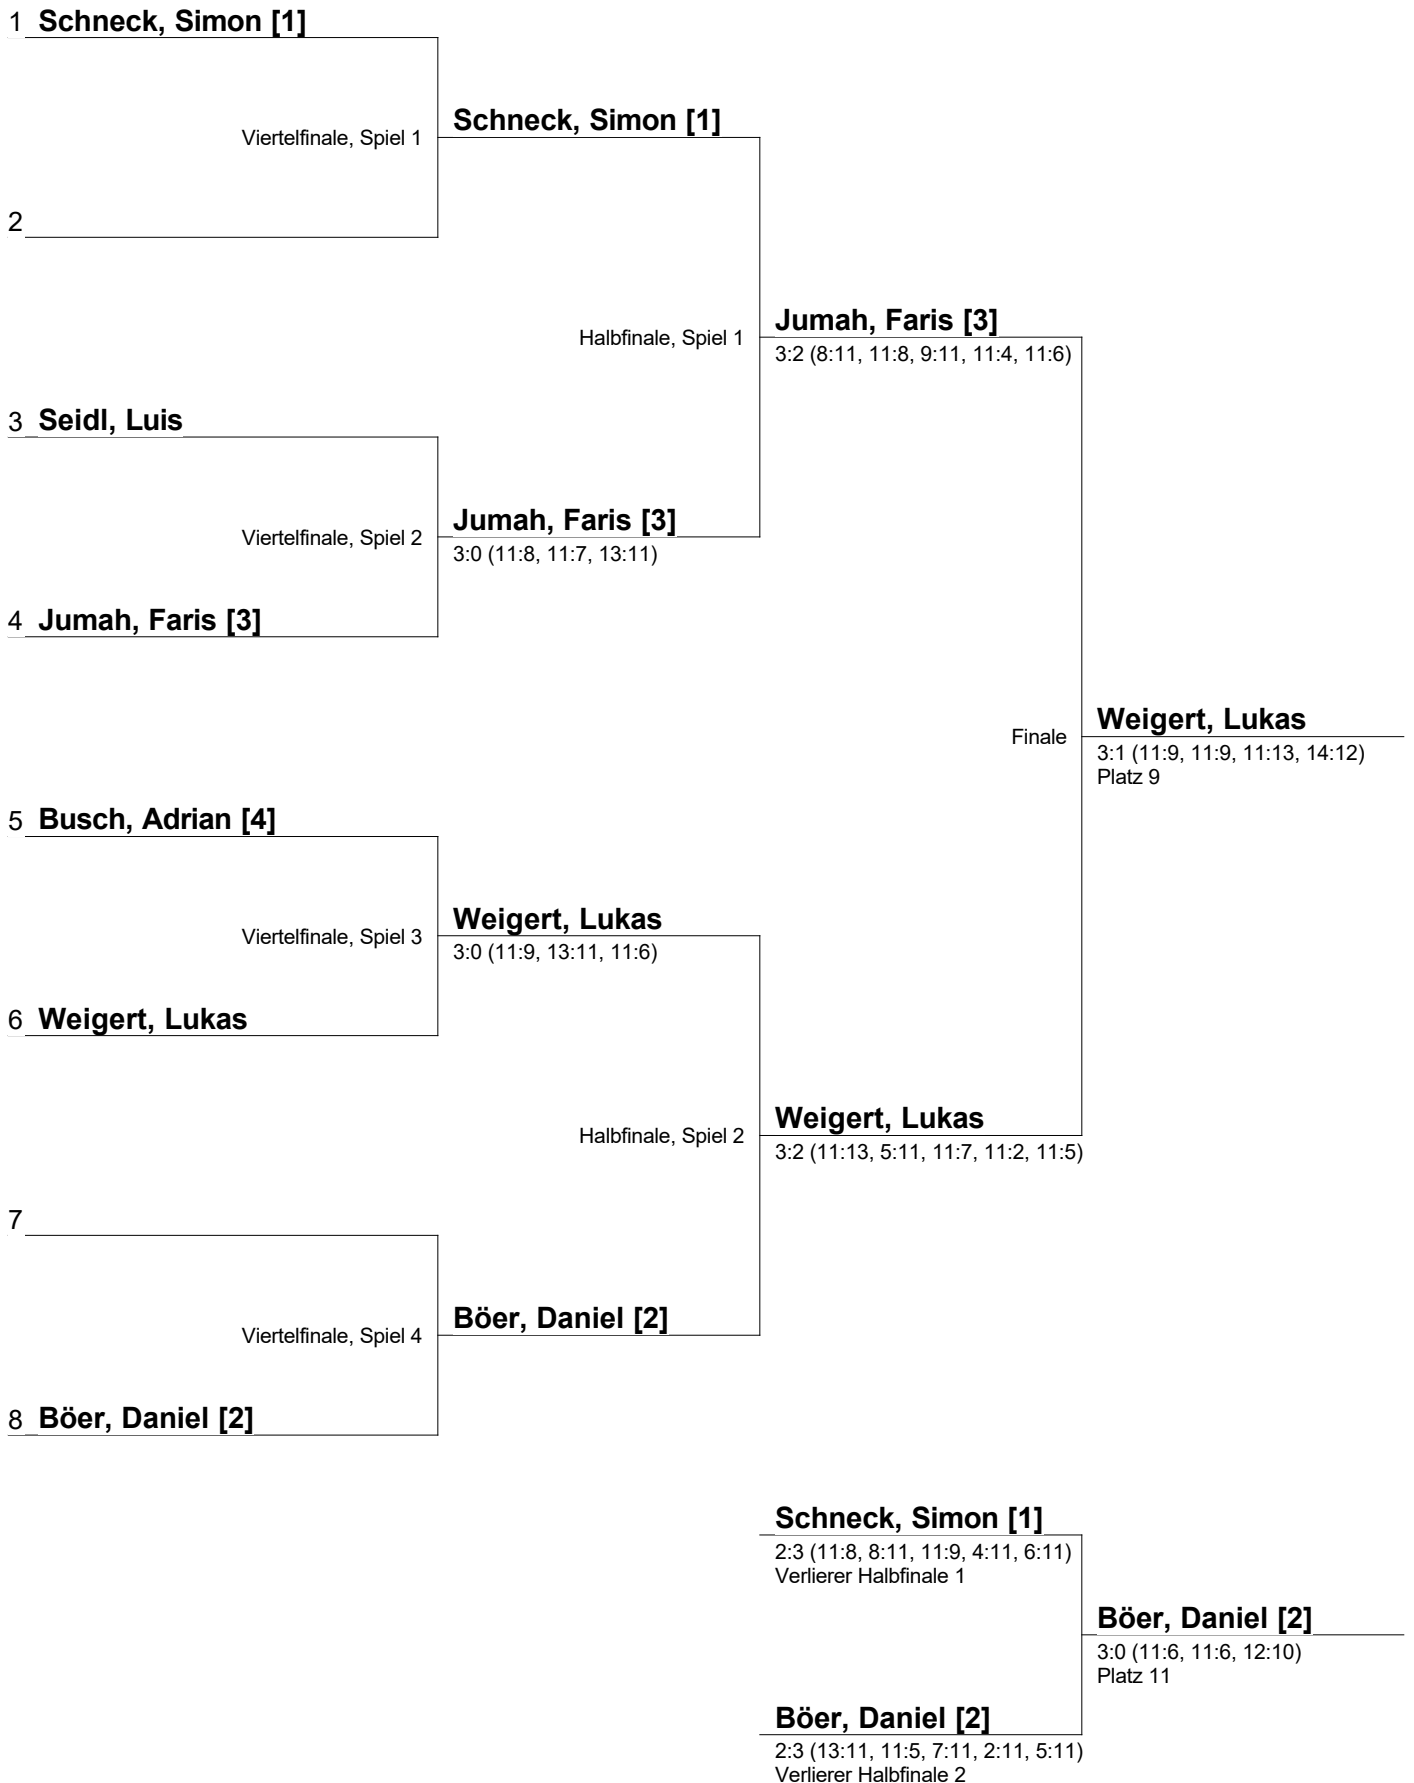 1 Schneck, Simon [1]
Viertelfinale, Spiel 1
Schneck, Simon [1]
2
Halbfinale, Spiel 1
Jumah, Faris [3]
3:2 (8:11, 11:8, 9:11, 11:4, 11:6)
3 Seidl, Luis
Viertelfinale, Spiel 2
Jumah, Faris [3]
3:0 (11:8, 11:7, 13:11)
4 Jumah, Faris [3]
Finale
Weigert, Lukas
3:1 (11:9, 11:9, 11:13, 14:12)
Platz 9
5 Busch, Adrian [4]
Viertelfinale, Spiel 3
Weigert, Lukas
3:0 (11:9, 13:11, 11:6)
6 Weigert, Lukas
Halbfinale, Spiel 2
Weigert, Lukas
3:2 (11:13, 5:11, 11:7, 11:2, 11:5)
7
Viertelfinale, Spiel 4
Böer, Daniel [2]
8 Böer, Daniel [2]
Schneck, Simon [1]
2:3 (11:8, 8:11, 11:9, 4:11, 6:11)
Verlierer Halbfinale 1
Böer, Daniel [2]
3:0 (11:6, 11:6, 12:10)
Platz 11
Böer, Daniel [2]
2:3 (13:11, 11:5, 7:11, 2:11, 5:11)
Verlierer Halbfinale 2